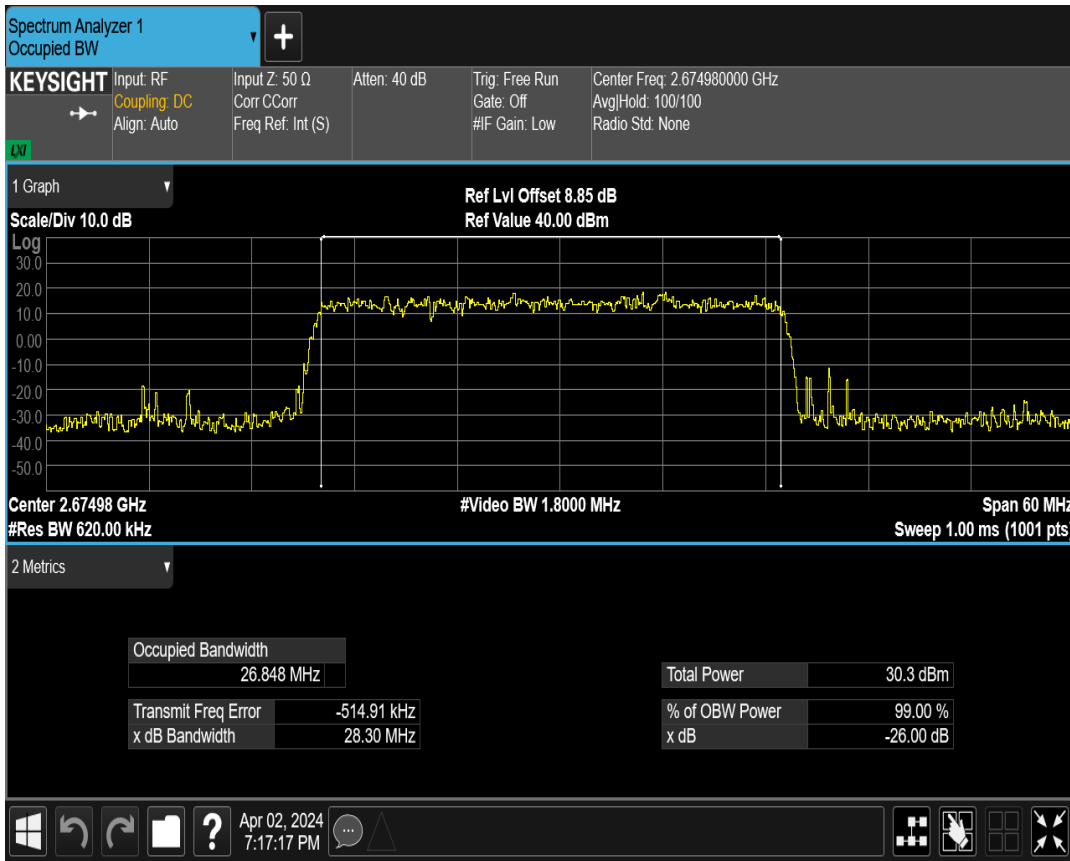 Spectrum Analyzer 1
Occupied BW
+
KEYSIGHT
LXI
Input: RF
Coupling: DC
Align: Auto
Input Z: 50 Ω
Corr CCorr
Freq Ref: Int (S)
Atten: 40 dB
Trig: Free Run
Gate: Off
#IF Gain: Low
Center Freq: 2.674980000 GHz
Avg|Hold: 100/100
Radio Std: None
1 Graph
Scale/Div 10.0 dB
Ref Lvl Offset 8.85 dB
Ref Value 40.00 dBm
Log
30.0
20.0
10.0
0.00
-10.0
-20.0
-30.0
-40.0
-50.0
Center 2.67498 GHz
#Video BW 1.8000 MHz
Span 60 MHz
#Res BW 620.00 kHz
Sweep 1.00 ms (1001 pts)
2 Metrics
Occupied Bandwidth
26.848 MHz
Total Power 30.3 dBm
Transmit Freq Error -514.91 kHz
% of OBW Power 99.00 %
x dB Bandwidth 28.30 MHz
x dB -26.00 dB
?
Apr 02, 2024
7:17:17 PM